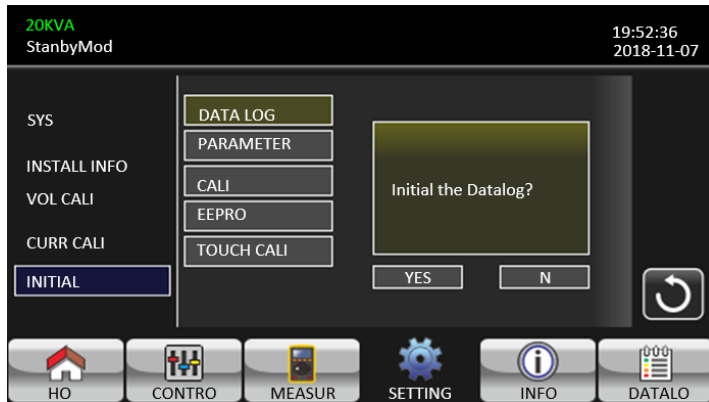 20KVA
StanbyMod
19:52:36
2018-11-07
SYS
INSTALL INFO
VOL CALI
CURR CALI
INITIAL
DATA LOG
PARAMETER
CALI
EEPRO
TOUCH CALI
Initial the Datalog?
YES
N
HO
CONTRO
MEASUR
SETTING
INFO
DATALO